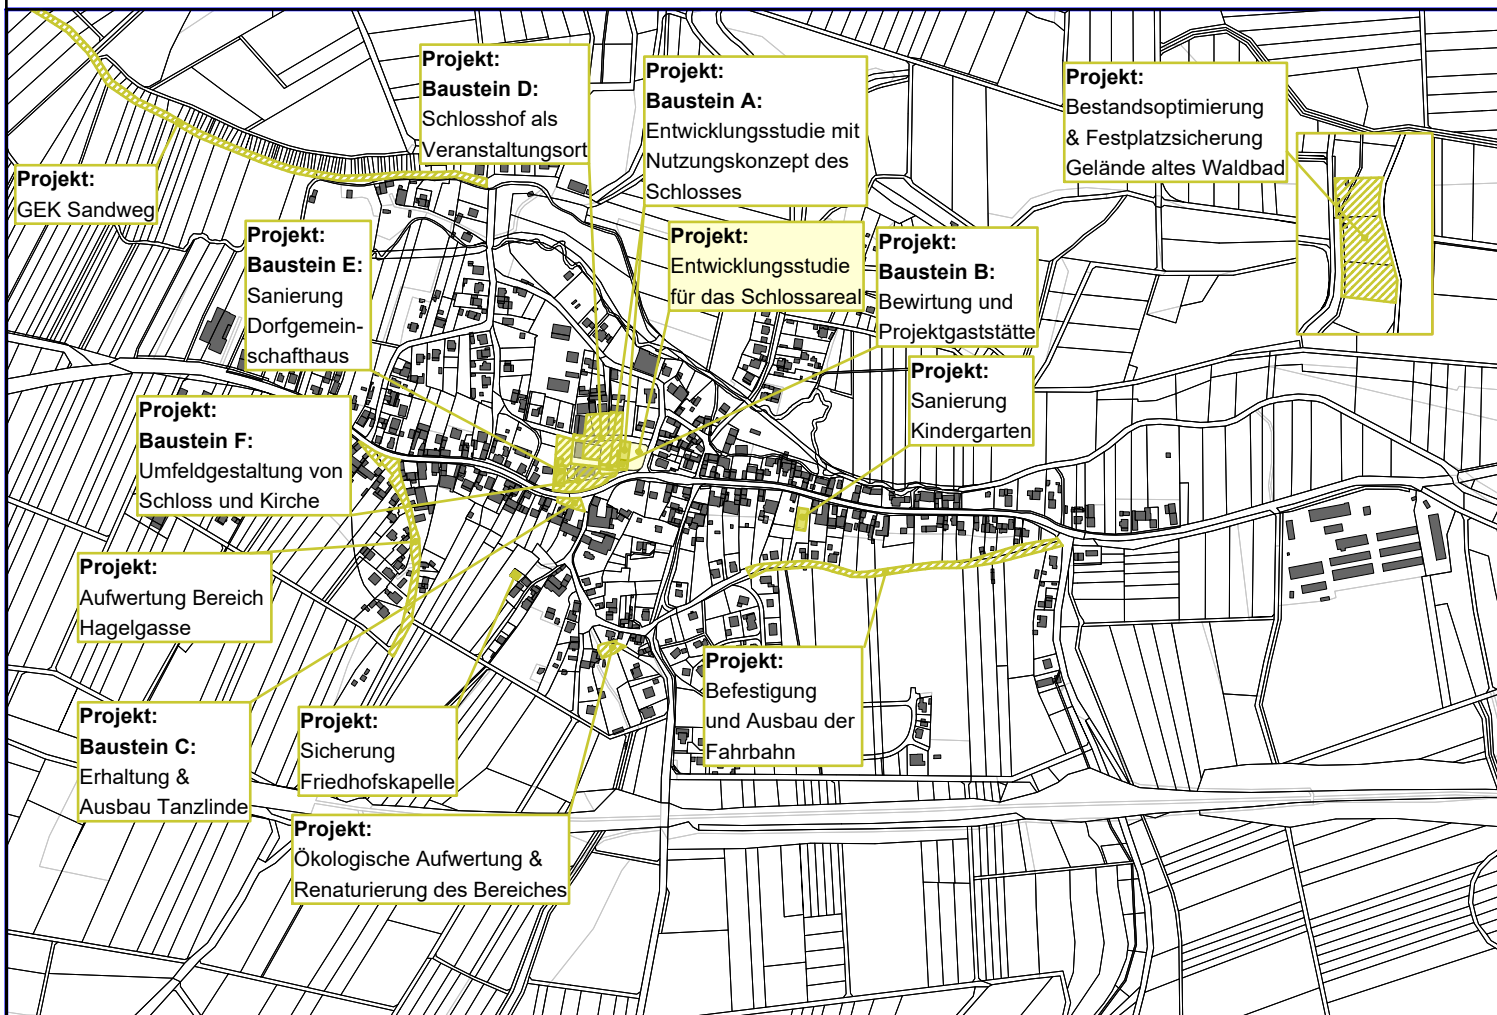 Projekt:
Baustein D:
Schlosshof als
Veranstaltungsort
Projekt:
Baustein A:
Entwicklungsstudie mit
Nutzungskonzept des
Schlosses
Projekt:
Bestandsoptimierung
& Festplatzsicherung
Gelände altes Waldbad
Projekt:
GEK Sandweg
Projekt:
Baustein E:
Sanierung
Dorfgemein-
schafthaus
Projekt:
Entwicklungsstudie
für das Schlossareal
Projekt:
Baustein B:
Bewirtung und
Projektgaststätte
Projekt:
Sanierung
Kindergarten
Projekt:
Baustein F:
Umfeldgestaltung von
Schloss und Kirche
Projekt:
Aufwertung Bereich
Hagelgasse
Projekt:
Befestigung
und Ausbau der
Fahrbahn
Projekt:
Baustein C:
Erhaltung &
Ausbau Tanzlinde
Projekt:
Sicherung
Friedhofskapelle
Projekt:
Ökologische Aufwertung &
Renaturierung des Bereiches